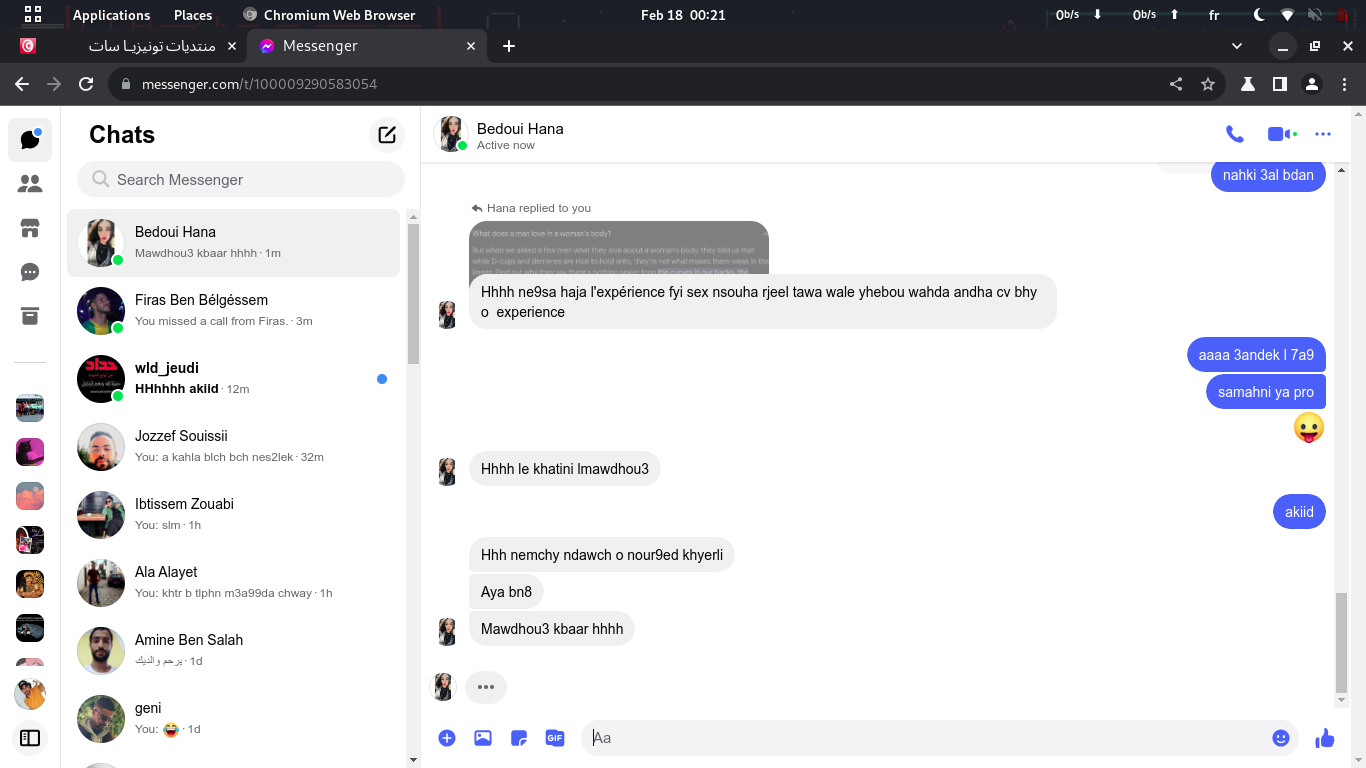 Applications Places Chromium Web Browser Feb 18 00:21 0b/s 0b/s fr
منتديات تونيزيـا سات
Messenger
messenger.com/t/100009290583054
Chats
Search Messenger
Bedoui Hana
Mawdhou3 kbaar hhhh · 1m
Firas Ben Bélgéssem
You missed a call from Firas. · 3m
wld_jeudi
HHhhhh akiid · 12m
Jozzef Souissii
You: a kahla blch bch nes2lek · 32m
Ibtissem Zouabi
You: slm · 1h
Ala Alayet
You: khtr b tlphn m3a99da chway · 1h
Amine Ben Salah
يرحم والديك · 1d
geni
You: 😂 · 1d
Bedoui Hana
Active now
nahki 3al bdan
Hana replied to you
What does a man love in a woman's body?
But when we asked a few men what they love about a woman's body, they told us that
while D-cups and derrieres are nice to hold onto, they're not what makes them weak in the
knees. Find out why they say there's nothing sexier than the curves in our backs, the
Hhhh ne9sa haja l'expérience fyi sex nsouha rjeel tawa wale yhebou wahda andha cv bhy
o experience
aaaa 3andek l 7a9
samahni ya pro
😛
Hhhh le khatini lmawdhou3
akiid
Hhh nemchy ndawch o nour9ed khyerli
Aya bn8
Mawdhou3 kbaar hhhh
GIF
Aa